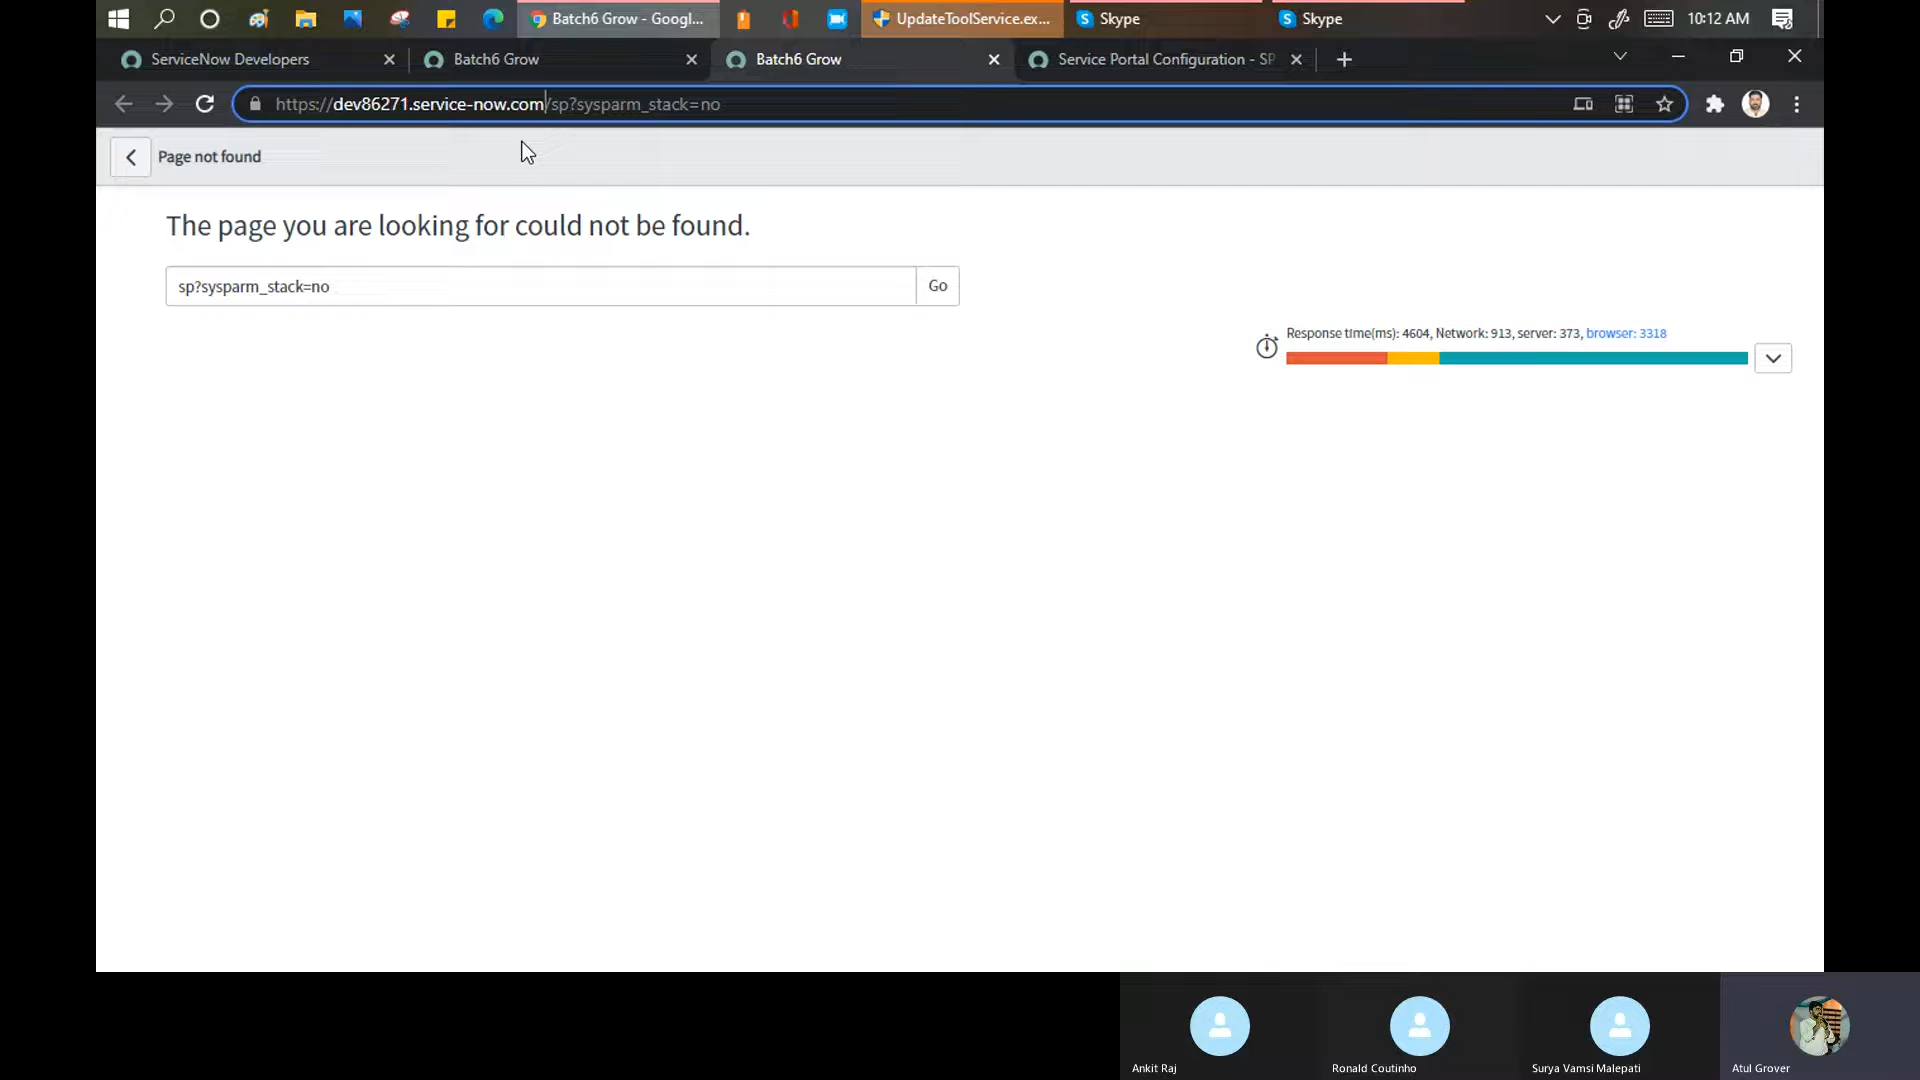 Batch6 Grow - Googl...
UpdateToolService.ex...
Skype
Skype
10:12 AM
ServiceNow Developers
Batch6 Grow
Batch6 Grow
Service Portal Configuration - SP
https://dev86271.service-now.com/sp?sysparm_stack=no
Page not found
The page you are looking for could not be found.
sp?sysparm_stack=no
Go
Response time(ms): 4604, Network: 913, server: 373, browser: 3318
Ankit Raj
Ronald Coutinho
Surya Vamsi Malepati
Atul Grover